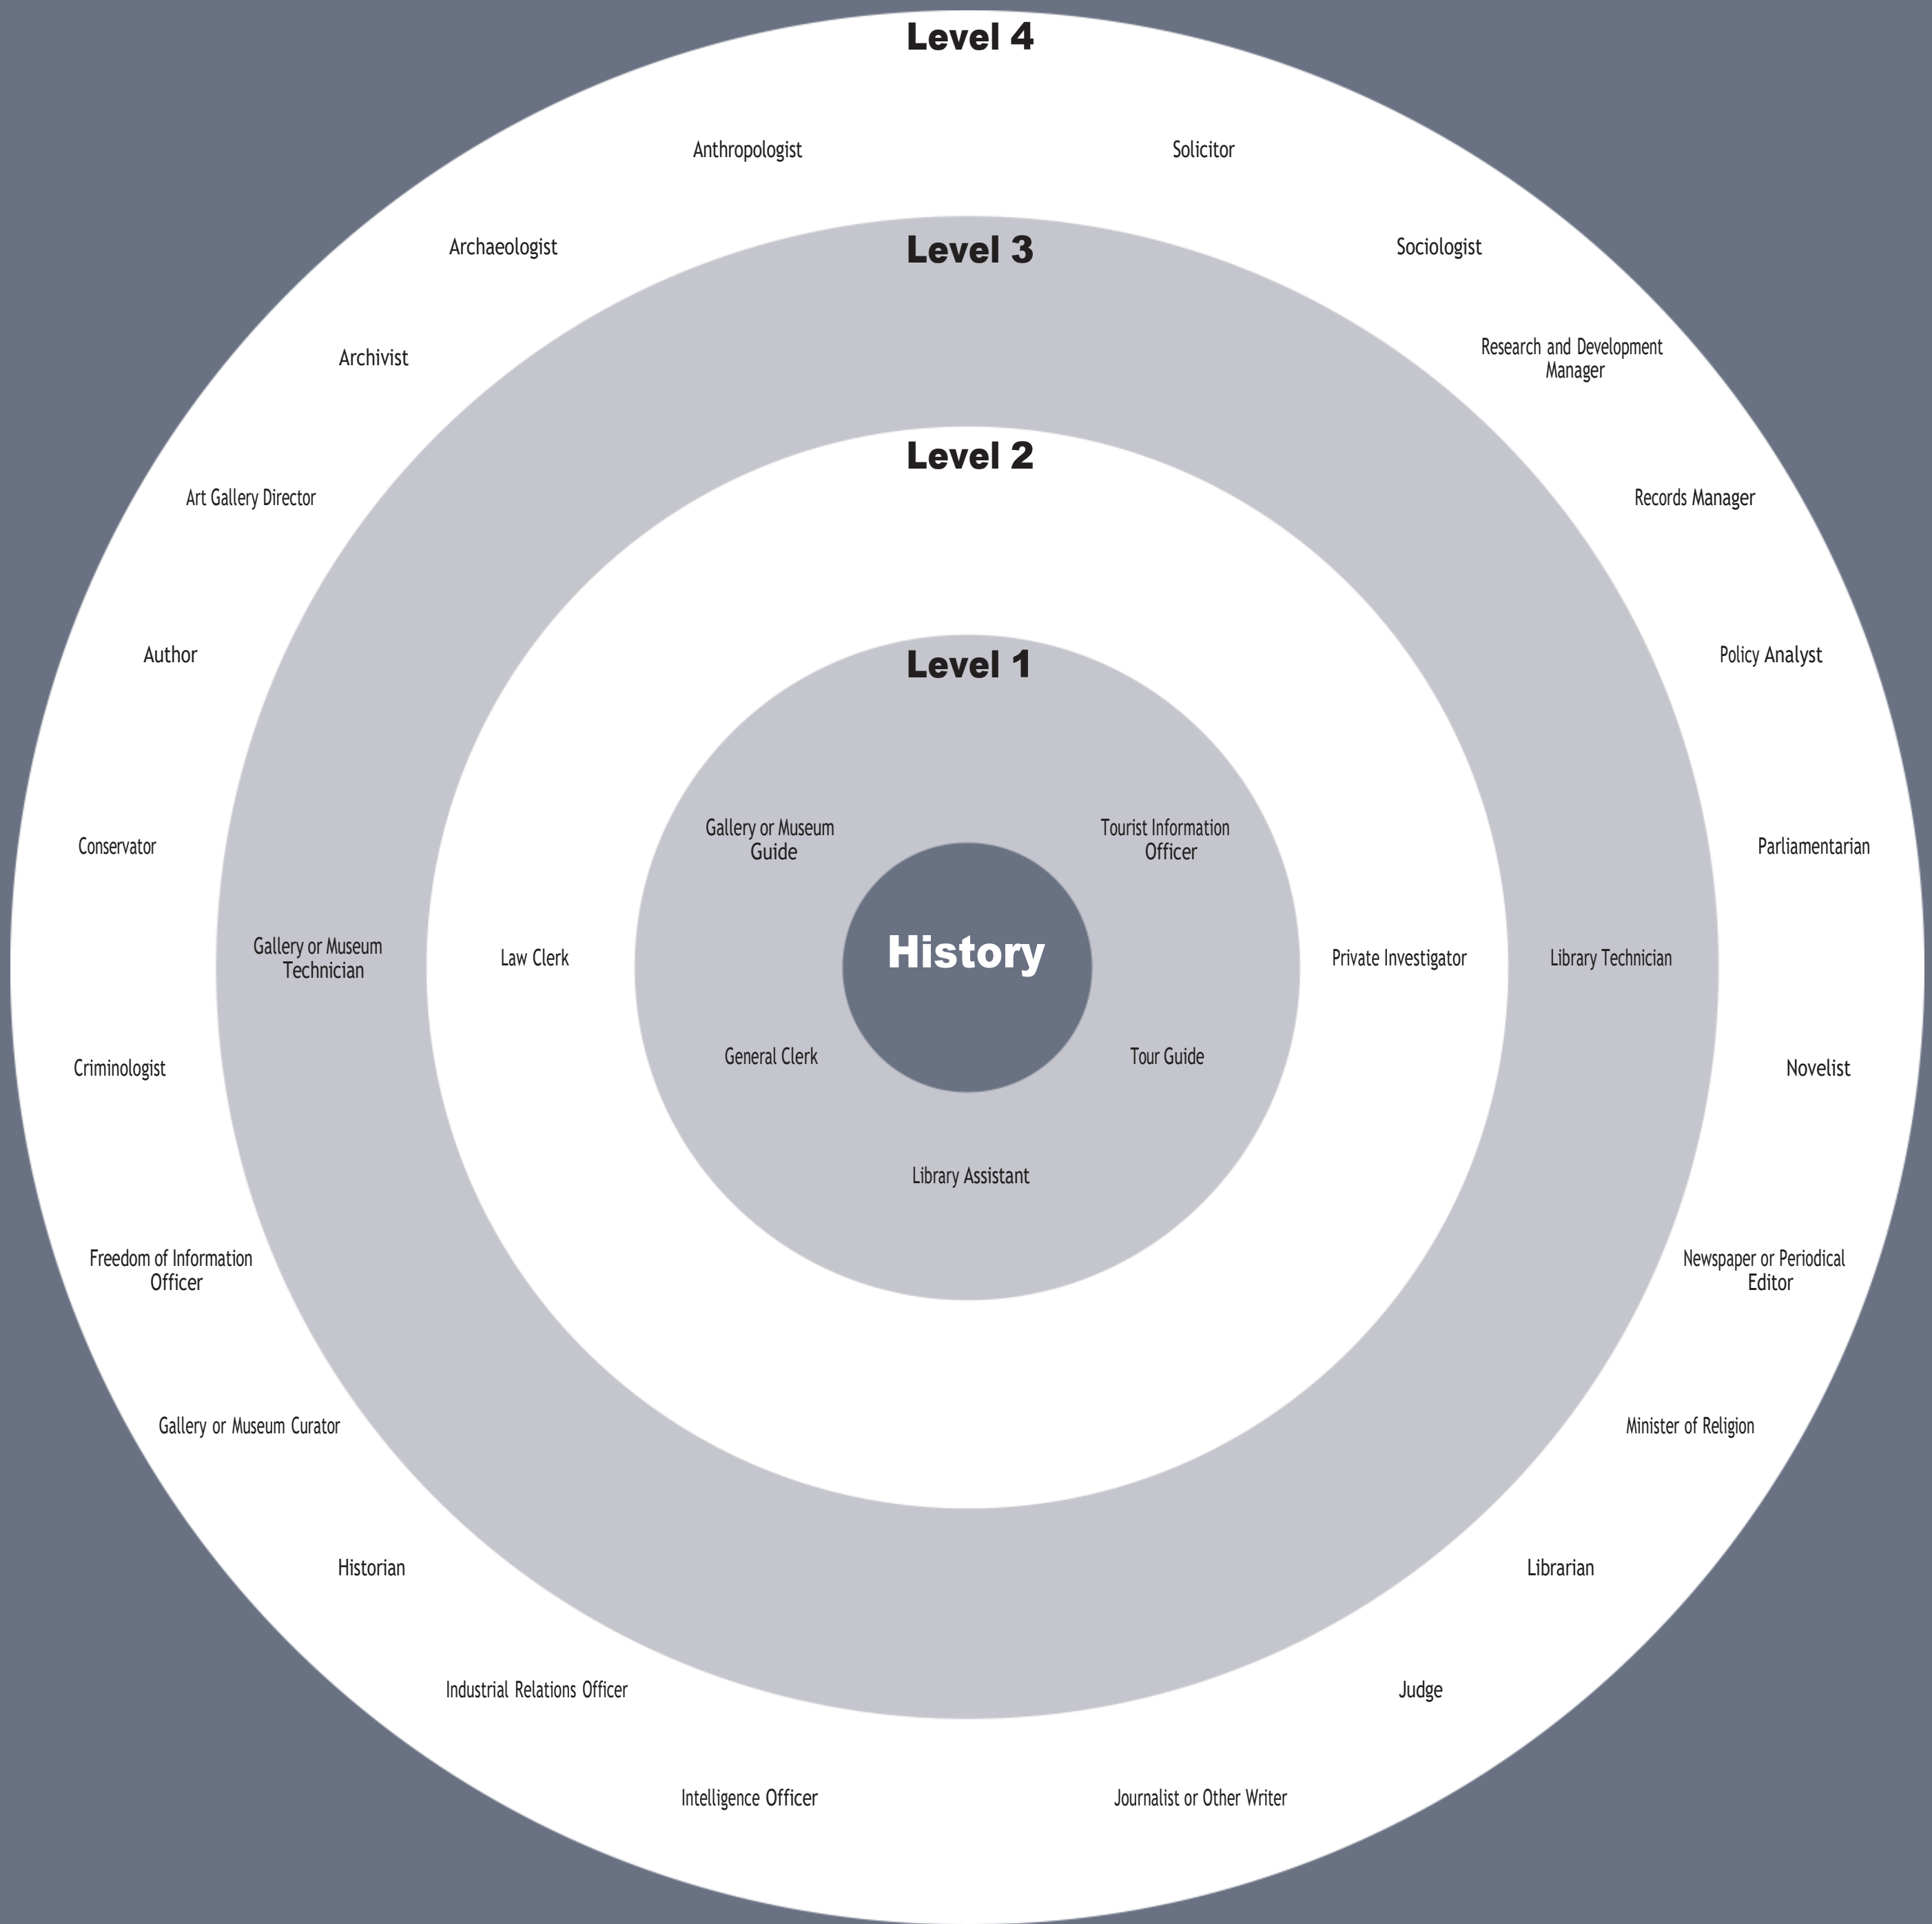 Level 4
Anthropologist
Solicitor
Archaeologist
Level 3
Sociologist
Archivist
Research and Development
Manager
Level 2
Art Gallery Director
Records Manager
Author
Level 1
Policy Analyst
Gallery or Museum
Guide
Tourist Information
Officer
Conservator
Parliamentarian
Gallery or Museum
Technician
Law Clerk
History
Private Investigator
Library Technician
General Clerk
Tour Guide
Criminologist
Novelist
Library Assistant
Freedom of Information
Officer
Newspaper or Periodical
Editor
Gallery or Museum Curator
Minister of Religion
Historian
Librarian
Industrial Relations Officer
Judge
Intelligence Officer
Journalist or Other Writer